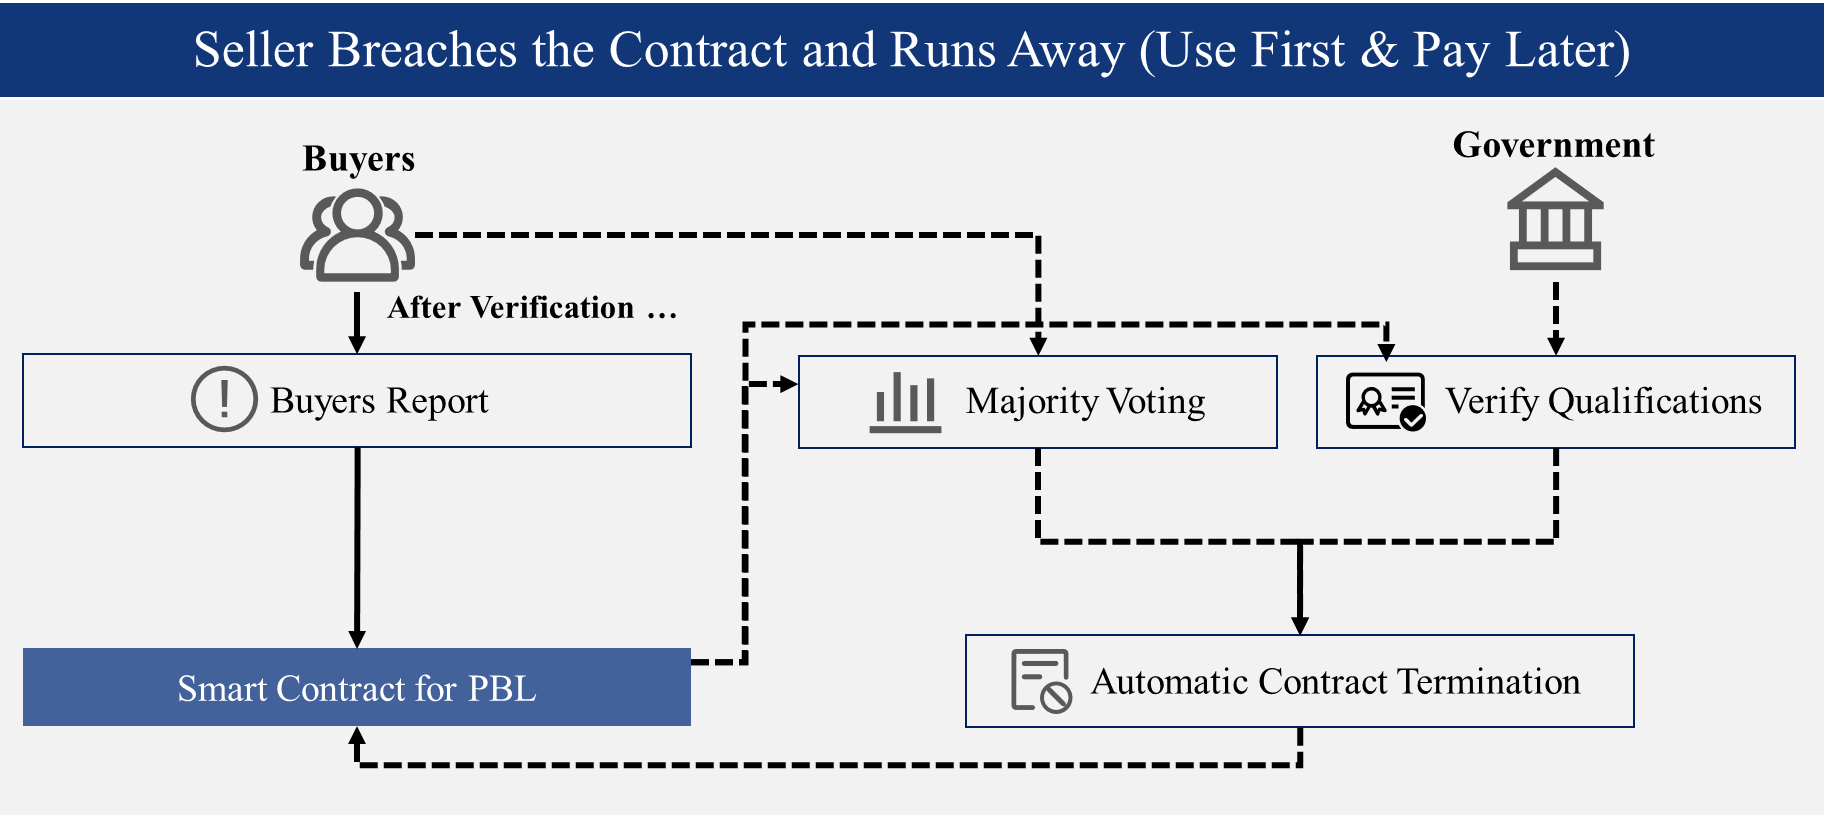 Seller Breaches the Contract and Runs Away (Use First & Pay Later)
Buyers
Government
After Verification …
Buyers Report
Majority Voting
Verify Qualifications
Smart Contract for PBL
Automatic Contract Termination